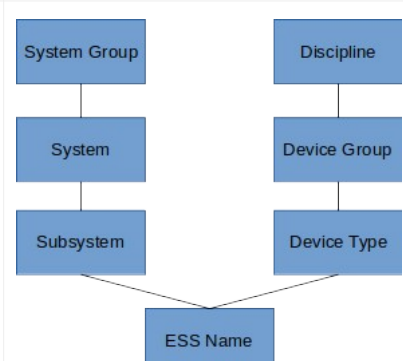 System Group
Discipline
System
Device Group
Subsystem
Device Type
ESS Name